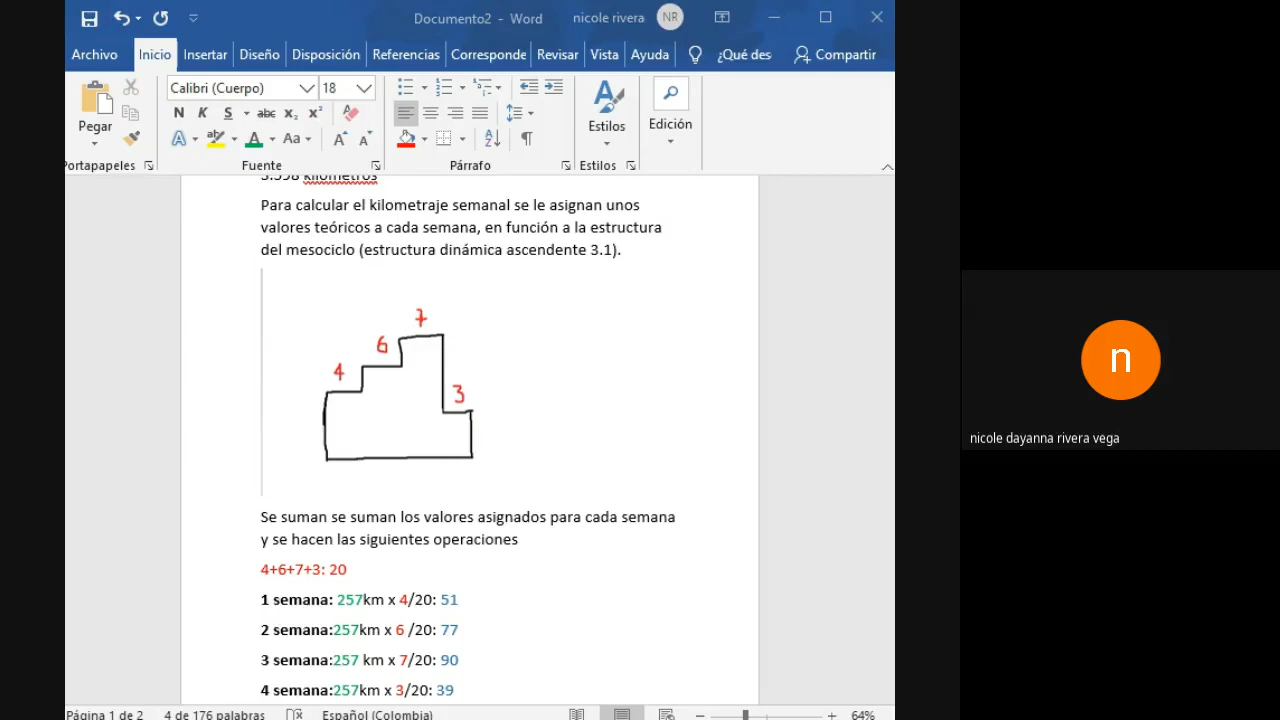 Documento2 - Word nicole rivera NR
Archivo Inicio Insertar Diseño Disposición Referencias Corresponde Revisar Vista Ayuda ¿Qué des Compartir
Calibri (Cuerpo) 18
N K S abc x₂ x²
Pegar
A A Aa A A
Estilos
Edición
Portapapeles Fuente Párrafo Estilos
3.598 kilómetros
Para calcular el kilometraje semanal se le asignan unos
valores teóricos a cada semana, en función a la estructura
del mesociclo (estructura dinámica ascendente 3.1).
7
6
4
3
Se suman se suman los valores asignados para cada semana
y se hacen las siguientes operaciones
4+6+7+3: 20
1 semana: 257km x 4/20: 51
2 semana:257km x 6 /20: 77
3 semana:257 km x 7/20: 90
4 semana:257km x 3/20: 39
Página 1 de 2 4 de 176 palabras Español (Colombia) 64%
n
nicole dayanna rivera vega